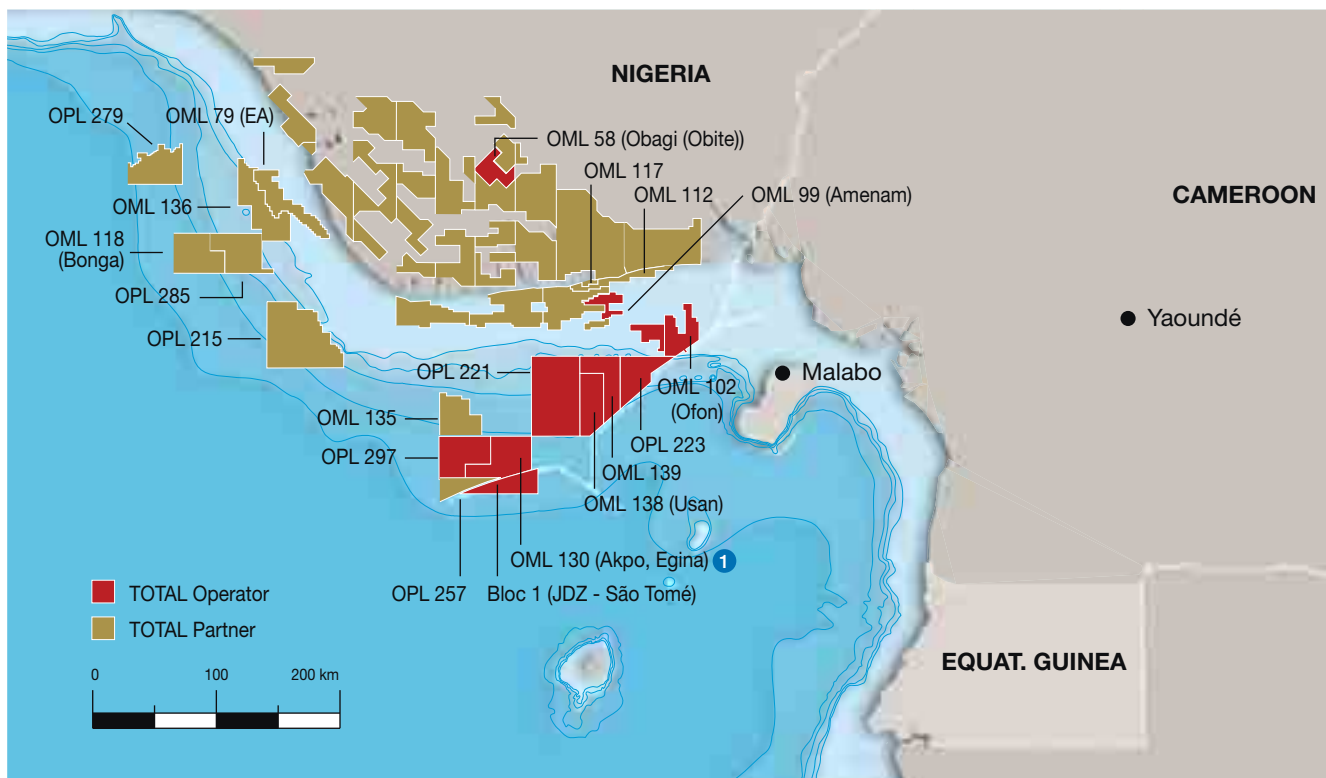 NIGERIA
OPL 279
OML 79 (EA)
OML 58 (Obagi (Obite))
OML 117
OML 112
OML 99 (Amenam)
CAMEROON
OML 136
OML 118
(Bonga)
OPL 285
OPL 215
Yaoundé
OPL 221
Malabo
OML 102
(Ofon)
OML 135
OPL 223
OPL 297
OML 139
OML 138 (Usan)
OML 130 (Akpo, Egina) 1
OPL 257
Bloc 1 (JDZ - São Tomé)
TOTAL Operator
TOTAL Partner
EQUAT. GUINEA
0 100 200 km